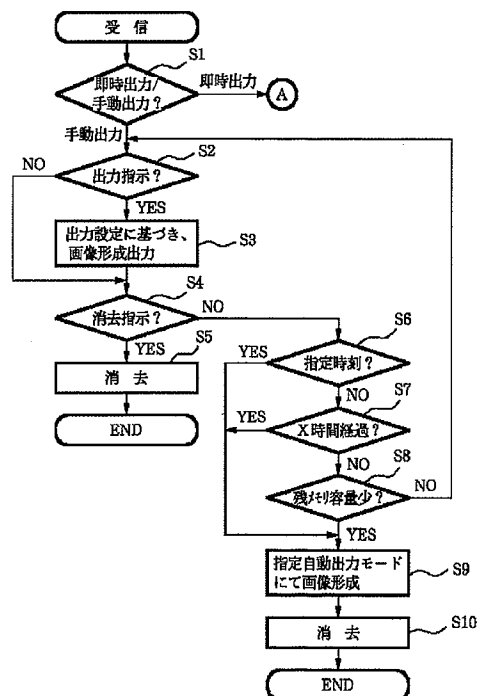 受 信
S1
即時出力/
手動出力?
即時出力
A
手動出力
S2
NO
出力指示?
YES
出力設定に基づき、
画像形成出力
S3
S4
消去指示?
NO
YES
S5
消 去
END
S6
YES
指定時刻?
NO
S7
YES
X時間経過?
NO
S8
残メモリ容量少?
NO
YES
指定自動出力モード
にて画像形成
S9
消 去
S10
END